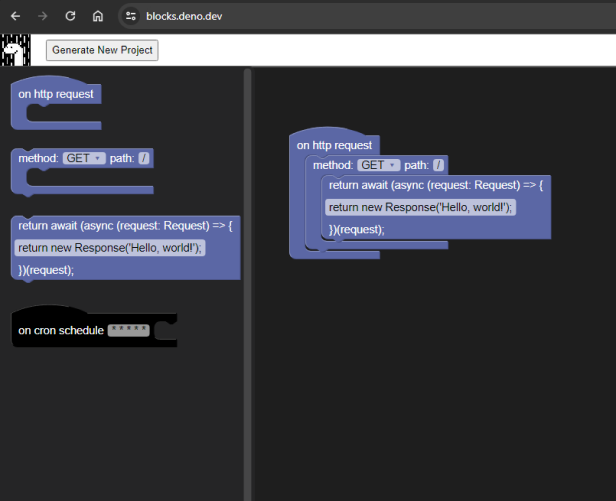 blocks.deno.dev
Generate New Project
on http request
method: GET path: /
return await (async (request: Request) => {
return new Response('Hello, world!');
})(request);
on cron schedule * * * * *
on http request
method: GET path: /
return await (async (request: Request) => {
return new Response('Hello, world!');
})(request);